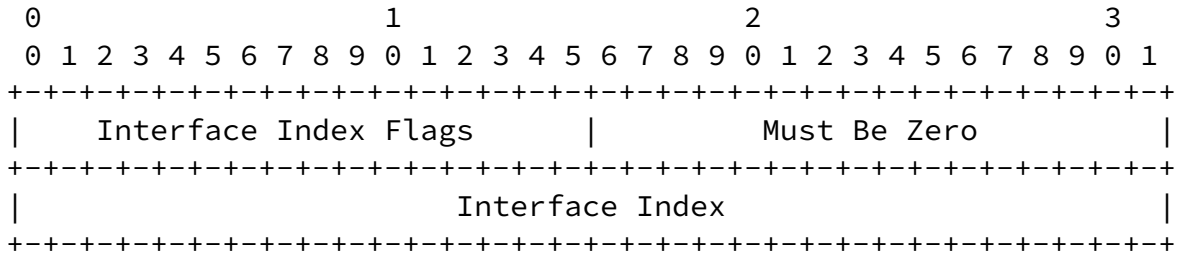 0                   1                   2                   3
 0 1 2 3 4 5 6 7 8 9 0 1 2 3 4 5 6 7 8 9 0 1 2 3 4 5 6 7 8 9 0 1
+-+-+-+-+-+-+-+-+-+-+-+-+-+-+-+-+-+-+-+-+-+-+-+-+-+-+-+-+-+-+-+-+
|    Interface Index Flags      |         Must Be Zero          |
+-+-+-+-+-+-+-+-+-+-+-+-+-+-+-+-+-+-+-+-+-+-+-+-+-+-+-+-+-+-+-+-+
|                        Interface Index                        |
+-+-+-+-+-+-+-+-+-+-+-+-+-+-+-+-+-+-+-+-+-+-+-+-+-+-+-+-+-+-+-+-+